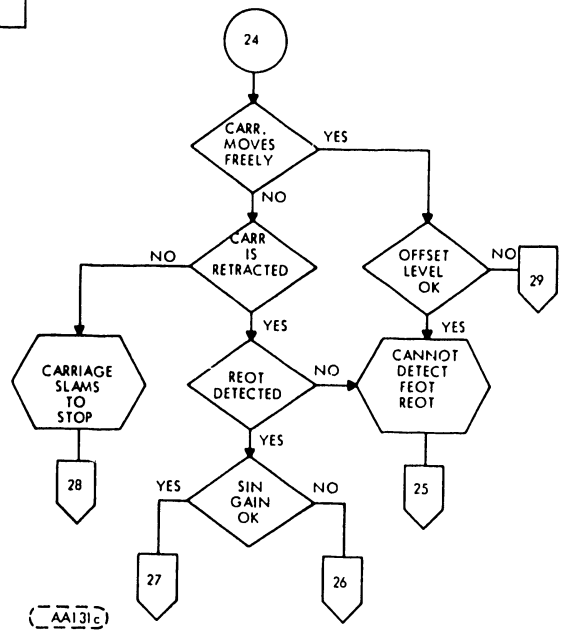 24
CARR.
MOVES
FREELY
YES
NO
CARR
IS
RETRACTED
NO
YES
OFFSET
LEVEL
OK
NO
29
YES
CARRIAGE
SLAMS
TO
STOP
28
REOT
DETECTED
NO
YES
CANNOT
DETECT
FEOT
REOT
25
SIN
GAIN
OK
YES
NO
27
26
AA131c